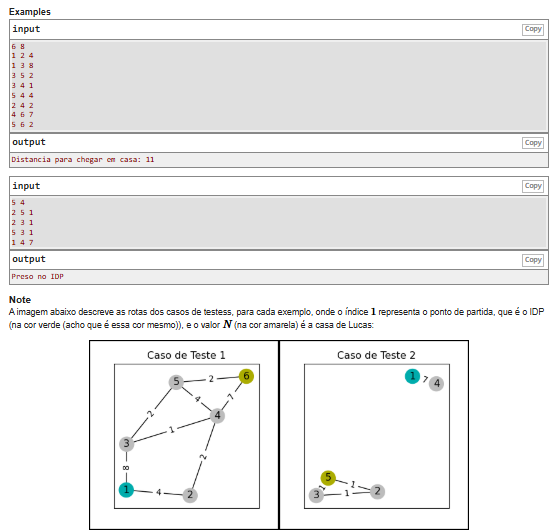 Examples
input
Copy
6 8
1 2 4
1 3 8
3 5 2
3 4 1
5 4 4
2 4 2
4 6 7
5 6 2
output
Copy
Distancia para chegar em casa: 11
input
Copy
5 4
2 5 1
2 3 1
5 3 1
1 4 7
output
Copy
Preso no IDP
Note
A imagem abaixo descreve as rotas dos casos de testess, para cada exemplo, onde o índice 1 representa o ponto de partida, que é o IDP
(na cor verde (acho que é essa cor mesmo)), e o valor N (na cor amarela) é a casa de Lucas:
Caso de Teste 1
5 2 6
4 7
2 4
1
3
8 2
1 4 2
Caso de Teste 2
1 7 4
5
1 1
3 1 2